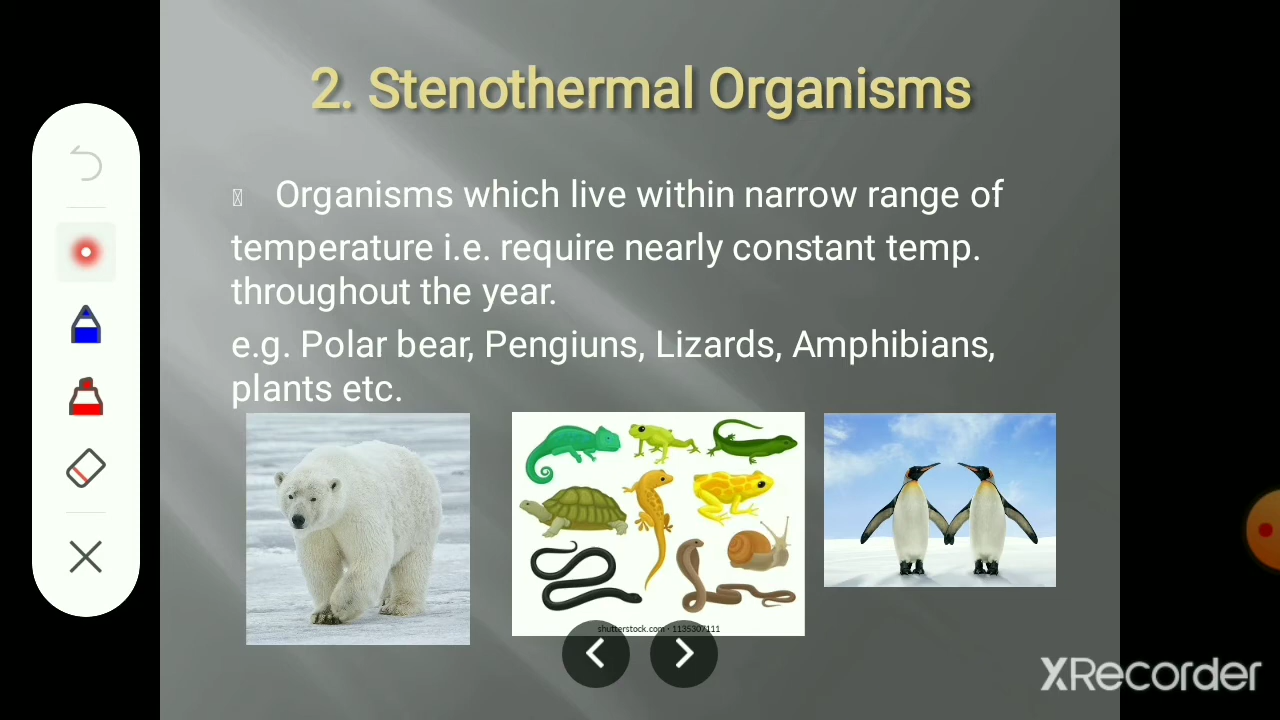 2. Stenothermal Organisms
Organisms which live within narrow range of
temperature i.e. require nearly constant temp.
throughout the year.
e.g. Polar bear, Pengiuns, Lizards, Amphibians,
plants etc.
shutterstock.com • 1135307111
XRecorder